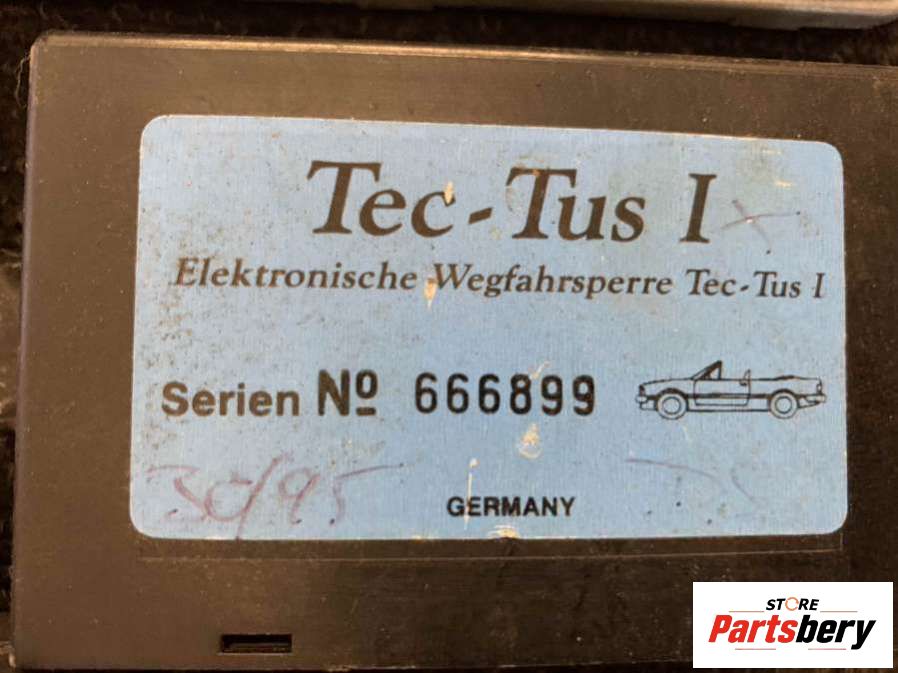 Tec-Tus I
Elektronische Wegfahrsperre Tec-Tus I
Serien Nº 666899
30/95
GERMANY
STORE
Partsbery